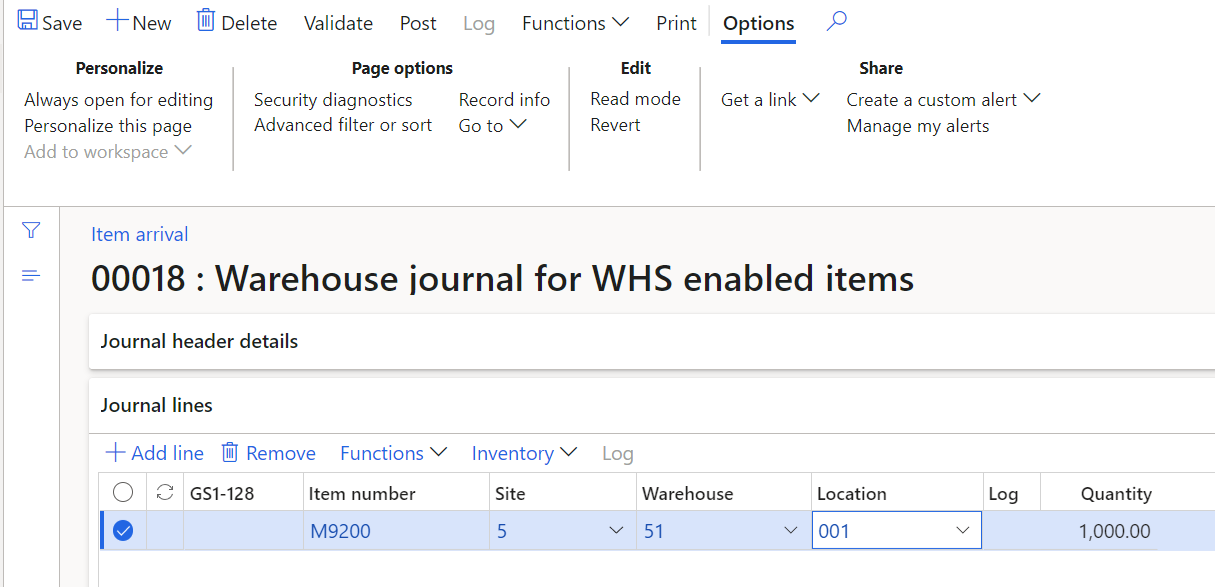 Save New Delete Validate Post Log Functions Print Options
Personalize Page options Edit Share
Always open for editing Security diagnostics Record info Read mode Get a link Create a custom alert
Personalize this page Advanced filter or sort Go to Revert Manage my alerts
Add to workspace
Item arrival
00018 : Warehouse journal for WHS enabled items
Journal header details
Journal lines
Add line Remove Functions Inventory Log
GS1-128 Item number Site Warehouse Location Log Quantity
M9200 5 51 001 1,000.00